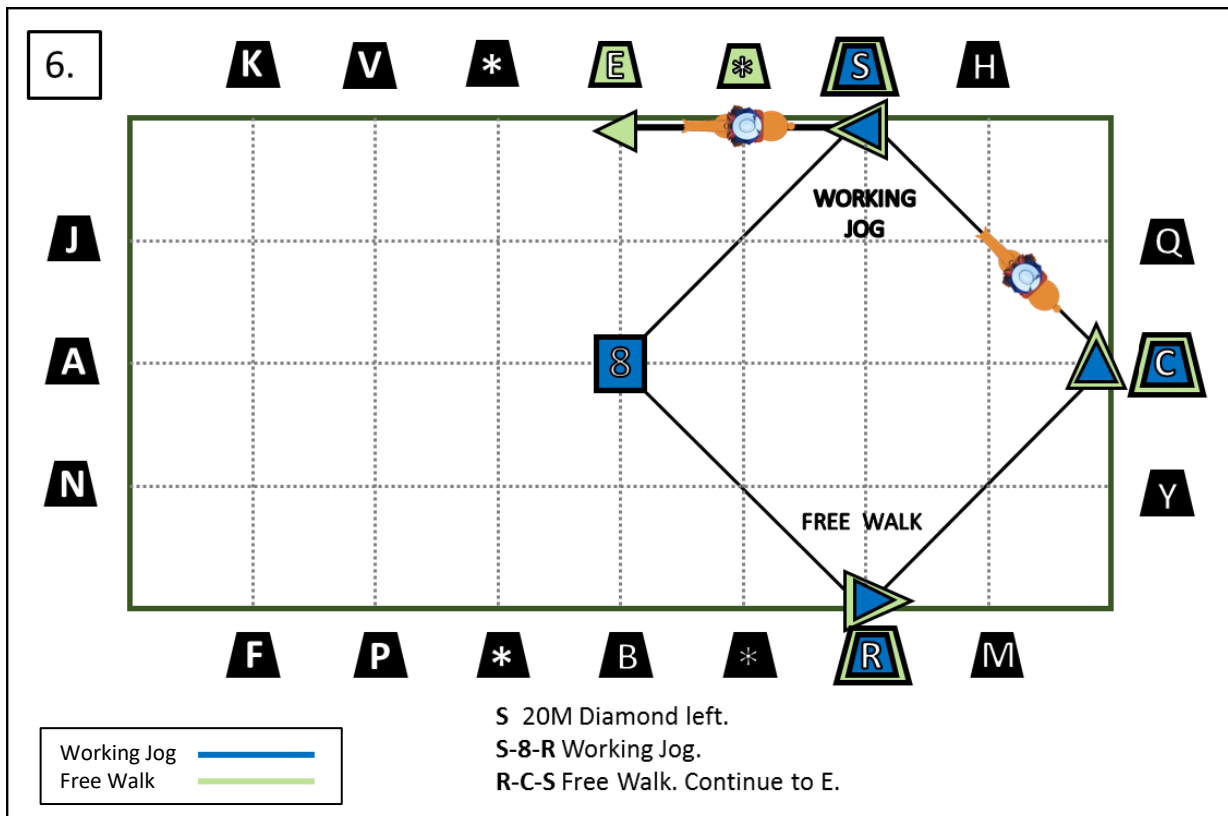 6.
K V * E * S H
WORKING
JOG
J Q
A 8 C
N Y
FREE WALK
F P * B * R M
S 20M Diamond left.
S-8-R Working Jog.
R-C-S Free Walk. Continue to E.
Working Jog
Free Walk